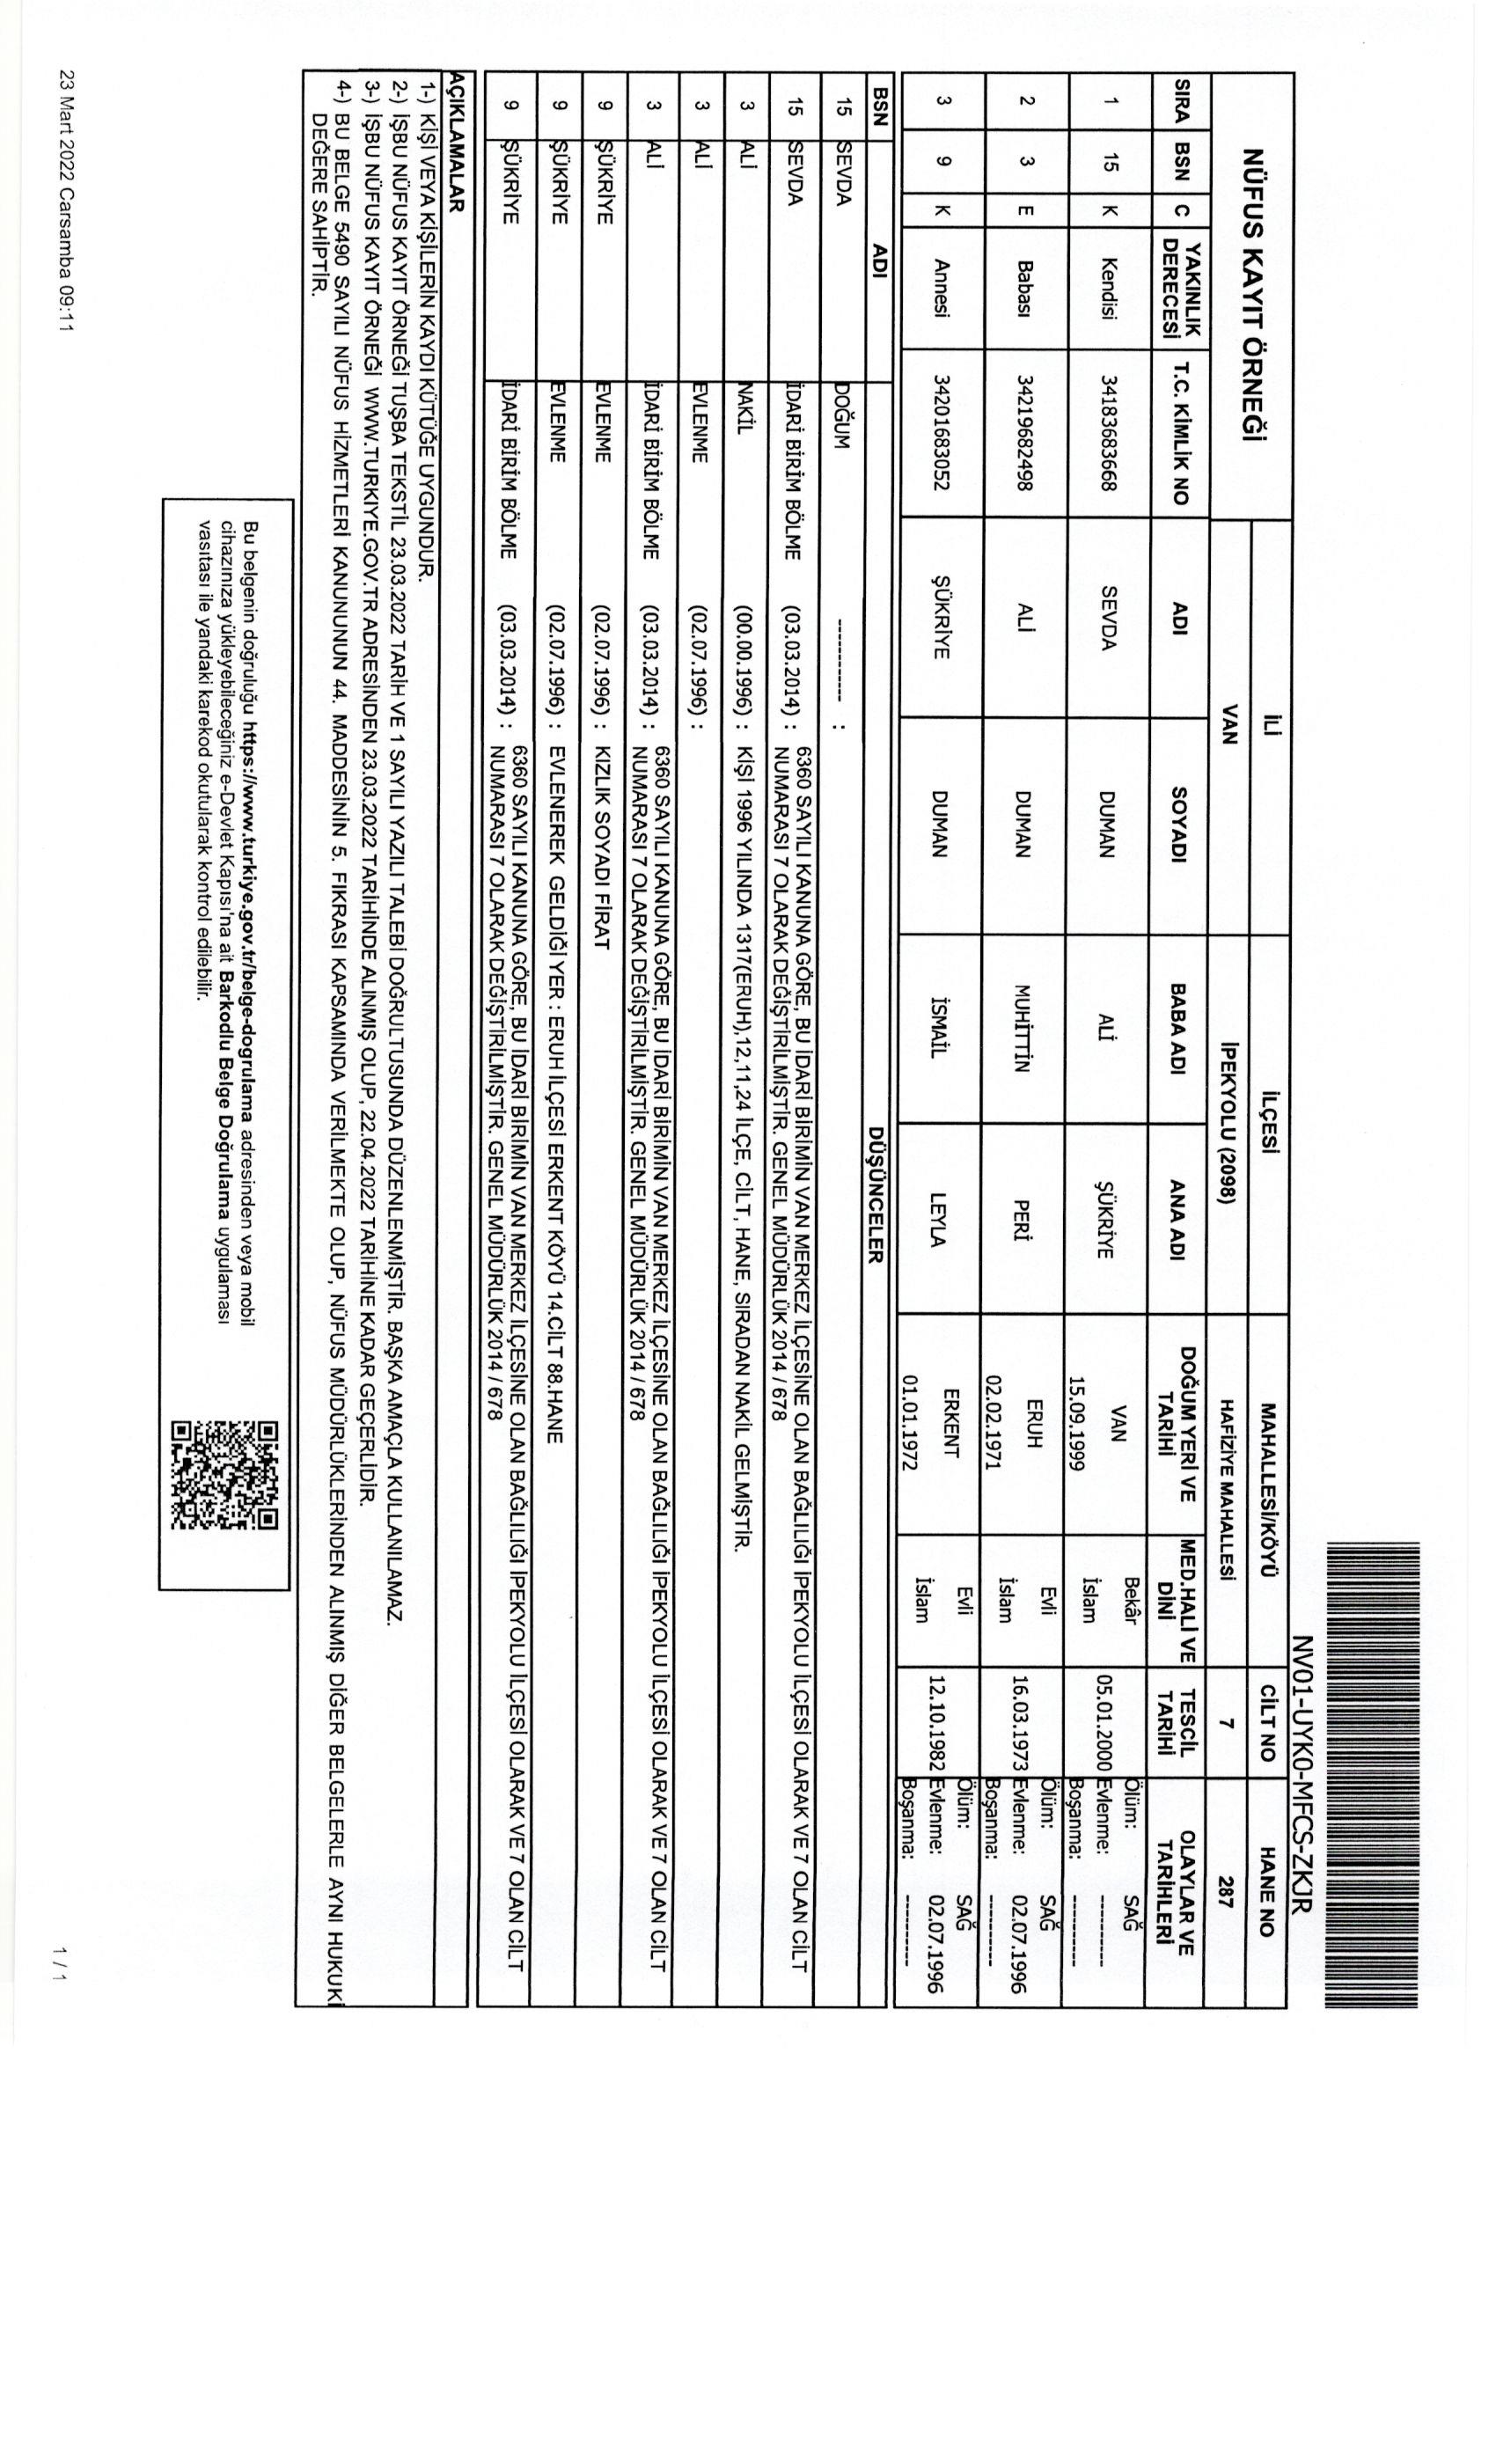 NV01-UYK0-MFCS-ZKJR
NÜFUS KAYIT ÖRNEĞİ
İLİ İLÇESİ MAHALLESİ/KÖYÜ CİLT NO HANE NO
VAN İPEKYOLU (2098) HAFİZİYE MAHALLESİ 7 287
SIRA BSN C YAKINLIK DERECESİ T.C. KİMLİK NO ADI SOYADI BABA ADI ANA ADI DOĞUM YERİ VE TARİHİ MED.HALİ VE DİNİ TESCİL TARİHİ OLAYLAR VE TARİHLERİ
1 15 K Kendisi 34183683668 SEVDA DUMAN ALİ ŞÜKRİYE VAN 15.09.1999 Bekâr İslam 05.01.2000 Ölüm: SAĞ Evlenme: ---------- Boşanma: ----------
2 3 E Babası 34219682498 ALİ DUMAN MUHİTTİN PERİ ERUH 02.02.1971 Evli İslam 16.03.1973 Ölüm: SAĞ Evlenme: 02.07.1996 Boşanma: ----------
3 9 K Annesi 34201683052 ŞÜKRİYE DUMAN İSMAİL LEYLA ERKENT 01.01.1972 Evli İslam 12.10.1982 Ölüm: SAĞ Evlenme: 02.07.1996 Boşanma: ----------
BSN ADI DÜŞÜNCELER
15 SEVDA DOĞUM ----------- :
15 SEVDA İDARİ BİRİM BÖLME (03.03.2014) : 6360 SAYILI KANUNA GÖRE, BU İDARİ BİRİMİN VAN MERKEZ İLÇESİNE OLAN BAĞLILIĞI İPEKYOLU İLÇESİ OLARAK VE 7 OLAN CİLT
NUMARASI 7 OLARAK DEĞİŞTİRİLMİŞTİR. GENEL MÜDÜRLÜK 2014 / 678
3 ALİ NAKİL (00.00.1996) : KİŞİ 1996 YILINDA 1317(ERUH),12,11,24 İLÇE, CİLT, HANE, SIRADAN NAKİL GELMİŞTİR.
3 ALİ EVLENME (02.07.1996) :
3 ALİ İDARİ BİRİM BÖLME (03.03.2014) : 6360 SAYILI KANUNA GÖRE, BU İDARİ BİRİMİN VAN MERKEZ İLÇESİNE OLAN BAĞLILIĞI İPEKYOLU İLÇESİ OLARAK VE 7 OLAN CİLT
NUMARASI 7 OLARAK DEĞİŞTİRİLMİŞTİR. GENEL MÜDÜRLÜK 2014 / 678
9 ŞÜKRİYE EVLENME (02.07.1996) : KIZLIK SOYADI FİRAT
9 ŞÜKRİYE EVLENME (02.07.1996) : EVLENEREK GELDİĞİ YER : ERUH İLÇESİ ERKENT KÖYÜ 14.CİLT 88.HANE
9 ŞÜKRİYE İDARİ BİRİM BÖLME (03.03.2014) : 6360 SAYILI KANUNA GÖRE, BU İDARİ BİRİMİN VAN MERKEZ İLÇESİNE OLAN BAĞLILIĞI İPEKYOLU İLÇESİ OLARAK VE 7 OLAN CİLT
NUMARASI 7 OLARAK DEĞİŞTİRİLMİŞTİR. GENEL MÜDÜRLÜK 2014 / 678
AÇIKLAMALAR
1-) KİŞİ VEYA KİŞİLERİN KAYDI KÜTÜĞE UYGUNDUR.
2-) İŞBU NÜFUS KAYIT ÖRNEĞİ TUŞBA TEKSTİL 23.03.2022 TARİH VE 1 SAYILI YAZILI TALEBİ DOĞRULTUSUNDA DÜZENLENMİŞTİR. BAŞKA AMAÇLA KULLANILAMAZ.
3-) İŞBU NÜFUS KAYIT ÖRNEĞİ WWW.TURKIYE.GOV.TR ADRESİNDEN 23.03.2022 TARİHİNDE ALINMIŞ OLUP, 22.04.2022 TARİHİNE KADAR GEÇERLİDİR.
4-) BU BELGE 5490 SAYILI NÜFUS HİZMETLERİ KANUNUNUN 44. MADDESİNİN 5. FIKRASI KAPSAMINDA VERİLMEKTE OLUP, NÜFUS MÜDÜRLÜKLERİNDEN ALINMIŞ DİĞER BELGELERLE AYNI HUKUKİ
DEĞERE SAHİPTİR.
Bu belgenin doğruluğu https://www.turkiye.gov.tr/belge-dogrulama adresinden veya mobil
cihazınıza yükleyebileceğiniz e-Devlet Kapısı'na ait Barkodlu Belge Doğrulama uygulaması
vasıtası ile yandaki karekod okutularak kontrol edilebilir.
23 Mart 2022 Carsamba 09:11
1 / 1